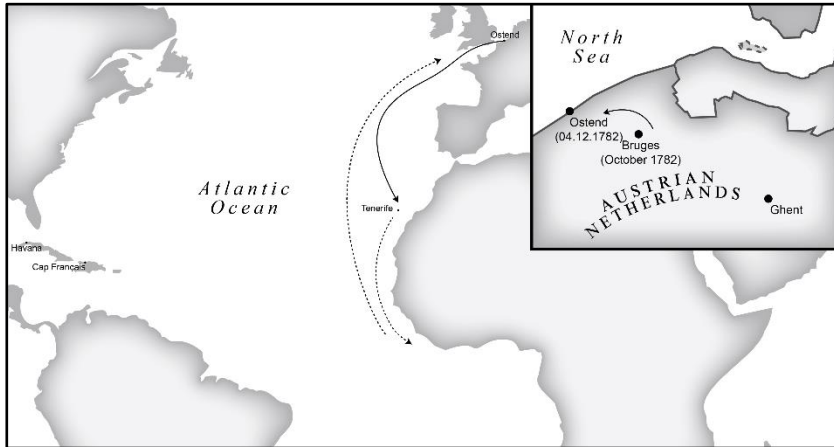 Ostend
Atlantic
Ocean
Tenerife
Havana
Cap Français
North
Sea
Ostend
(04.12.1782)
Bruges
(October 1782)
AUSTRIAN
NETHERLANDS
Ghent